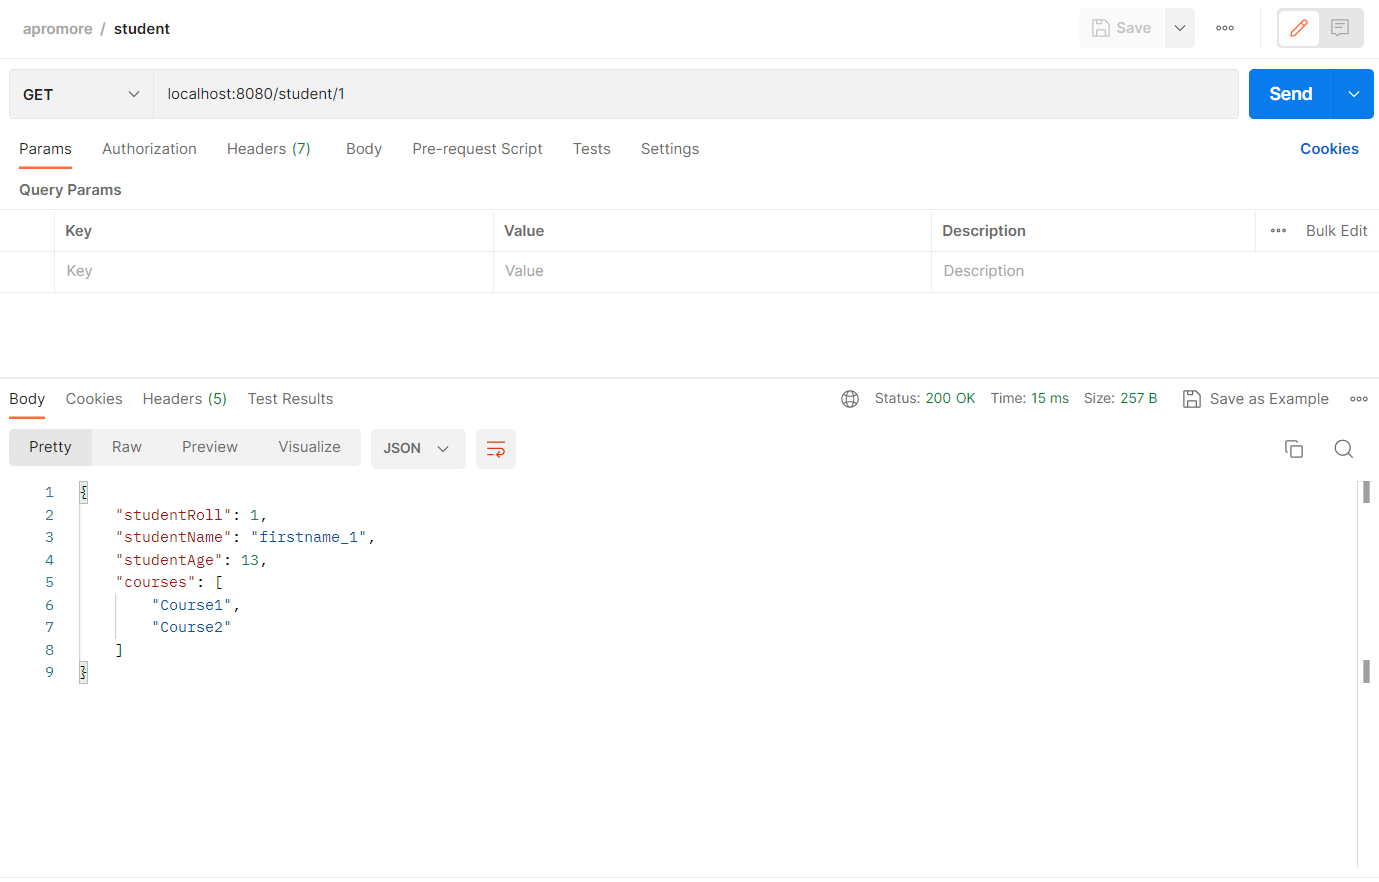 apromore / student
Save
GET
localhost:8080/student/1
Send
Params Authorization Headers (7) Body Pre-request Script Tests Settings Cookies
Query Params
Key Value Description Bulk Edit
Key Value Description
Body Cookies Headers (5) Test Results Status: 200 OK Time: 15 ms Size: 257 B Save as Example
Pretty Raw Preview Visualize JSON
1 {
2 "studentRoll": 1,
3 "studentName": "firstname_1",
4 "studentAge": 13,
5 "courses": [
6 "Course1",
7 "Course2"
8 ]
9 }